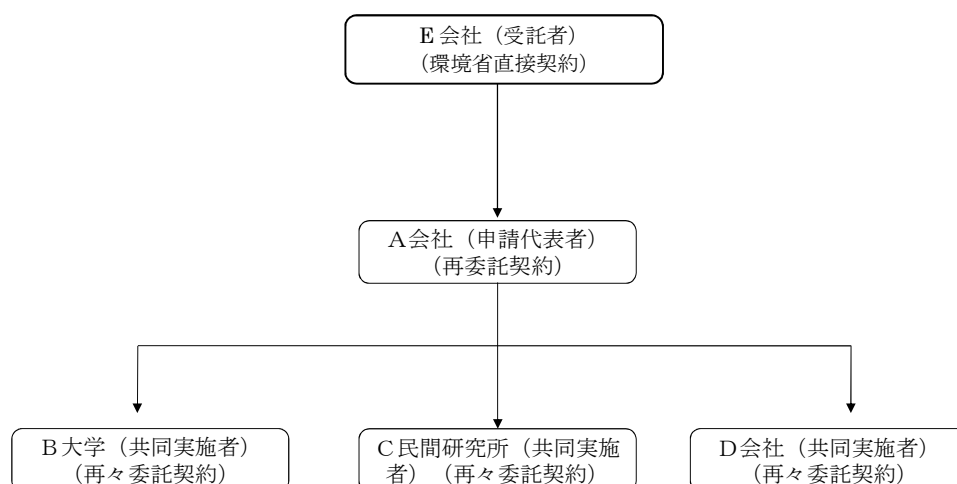 E 会社（受託者）
（環境省直接契約）
A会社（申請代表者）
（再委託契約）
B大学（共同実施者）
（再々委託契約）
C民間研究所（共同実施
者）（再々委託契約）
D会社（共同実施者）
（再々委託契約）